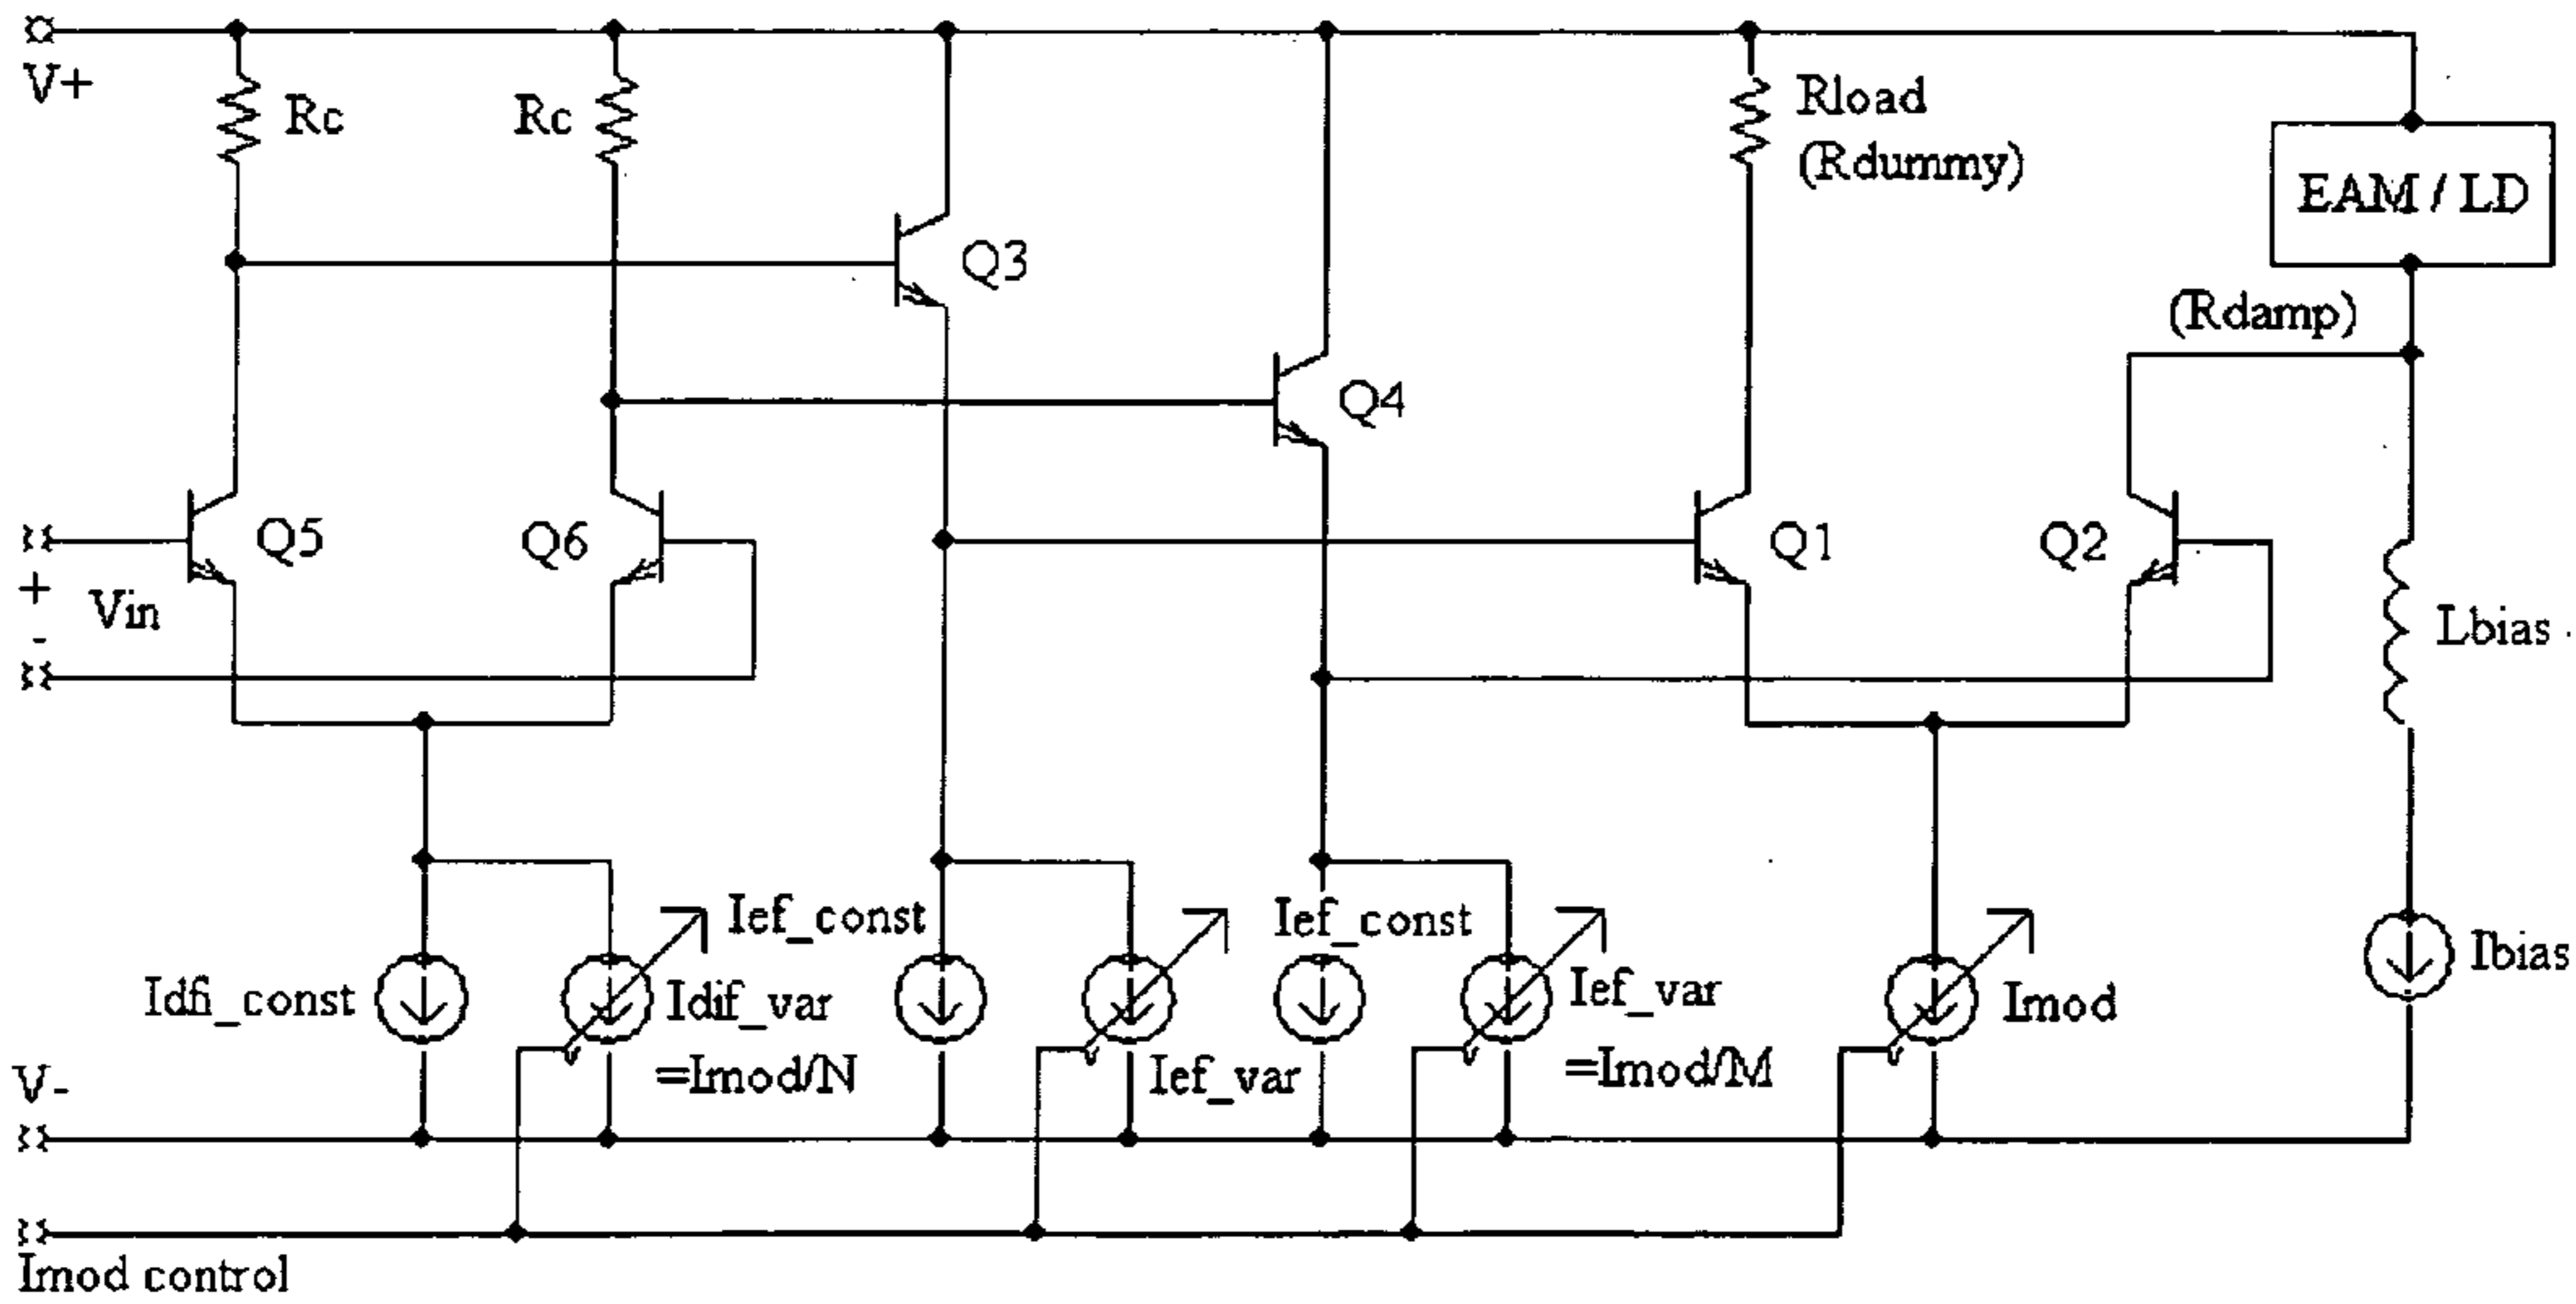 V+
Rc
Rc
Rload
(Rdummy)
EAM / LD
Q3
(Rdamp)
Q4
Q5
Q6
Q1
Q2
+
Vin
-
Lbias
Ief_const
Ief_const
Idfi_const
Idif_var
=Imod/N
Ief_var
Ief_var
=Imod/M
Imod
Ibias
V-
Imod control